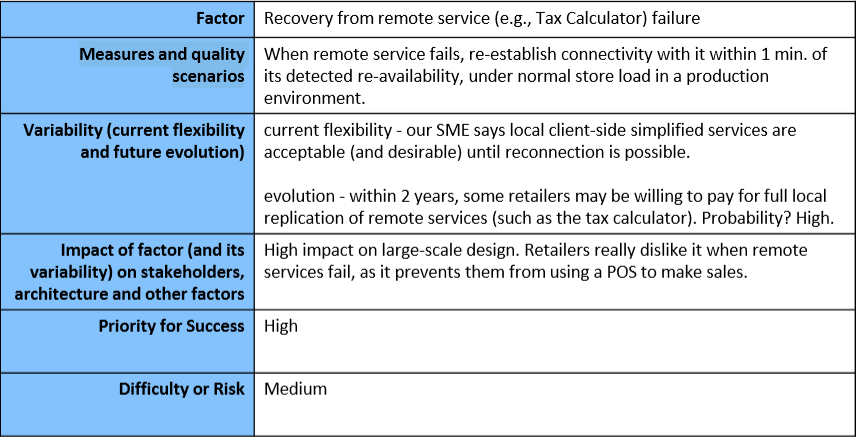 Factor
Recovery from remote service (e.g., Tax Calculator) failure
Measures and quality
scenarios
When remote service fails, re-establish connectivity with it within 1 min. of
its detected re-availability, under normal store load in a production
environment.
Variability (current flexibility
and future evolution)
current flexibility - our SME says local client-side simplified services are
acceptable (and desirable) until reconnection is possible.
evolution - within 2 years, some retailers may be willing to pay for full local
replication of remote services (such as the tax calculator). Probability? High.
Impact of factor (and its
variability) on stakeholders,
architecture and other factors
High impact on large-scale design. Retailers really dislike it when remote
services fail, as it prevents them from using a POS to make sales.
Priority for Success
High
Difficulty or Risk
Medium